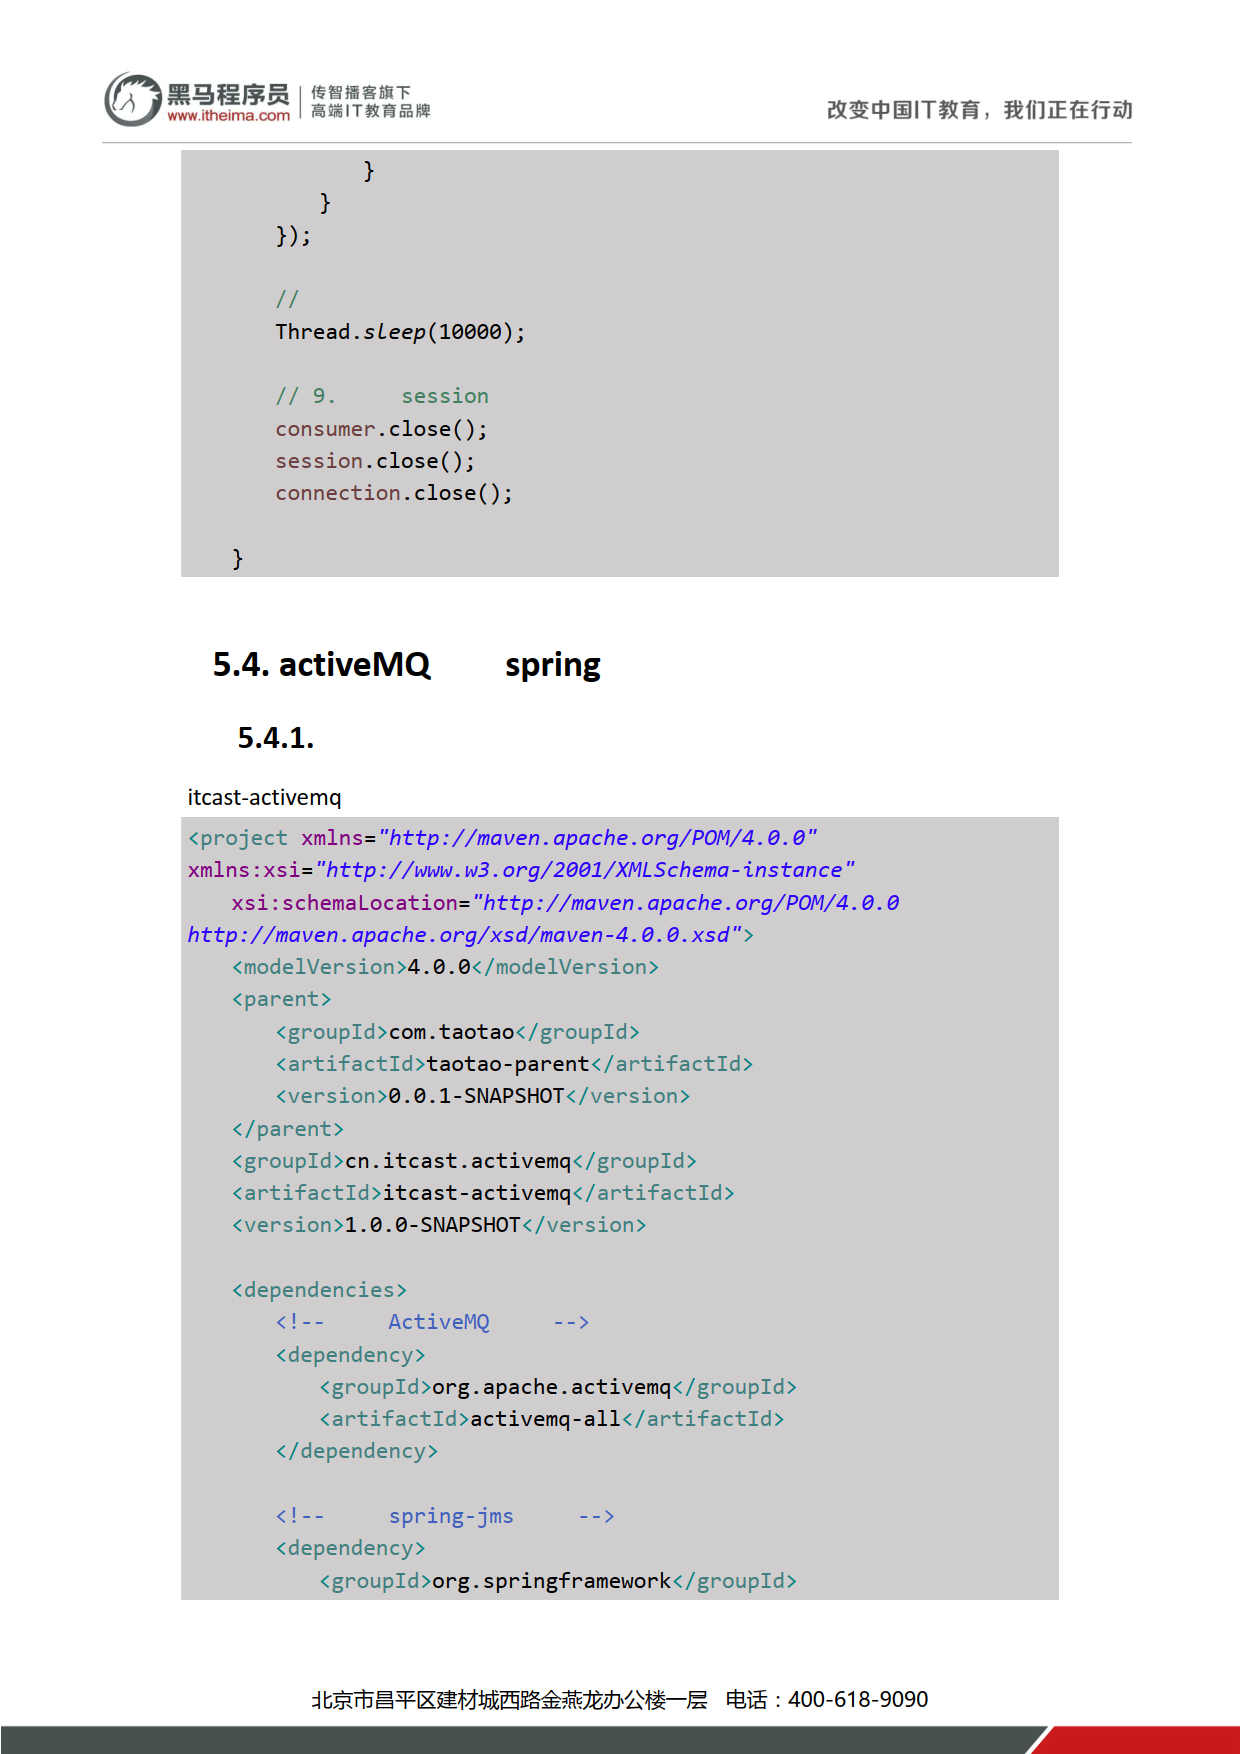 黑马程序员
www.itheima.com
传智播客旗下
高端IT教育品牌
改变中国IT教育，我们正在行动
}
}
});
//
Thread.sleep(10000);
// 9. session
consumer.close();
session.close();
connection.close();
}
5.4. activeMQ spring
5.4.1.
itcast-activemq
<project xmlns="http://maven.apache.org/POM/4.0.0"
xmlns:xsi="http://www.w3.org/2001/XMLSchema-instance"
xsi:schemaLocation="http://maven.apache.org/POM/4.0.0
http://maven.apache.org/xsd/maven-4.0.0.xsd">
<modelVersion>4.0.0</modelVersion>
<parent>
<groupId>com.taotao</groupId>
<artifactId>taotao-parent</artifactId>
<version>0.0.1-SNAPSHOT</version>
</parent>
<groupId>cn.itcast.activemq</groupId>
<artifactId>itcast-activemq</artifactId>
<version>1.0.0-SNAPSHOT</version>
<dependencies>
<!-- ActiveMQ -->
<dependency>
<groupId>org.apache.activemq</groupId>
<artifactId>activemq-all</artifactId>
</dependency>
<!-- spring-jms -->
<dependency>
<groupId>org.springframework</groupId>
北京市昌平区建材城西路金燕龙办公楼一层 电话：400-618-9090